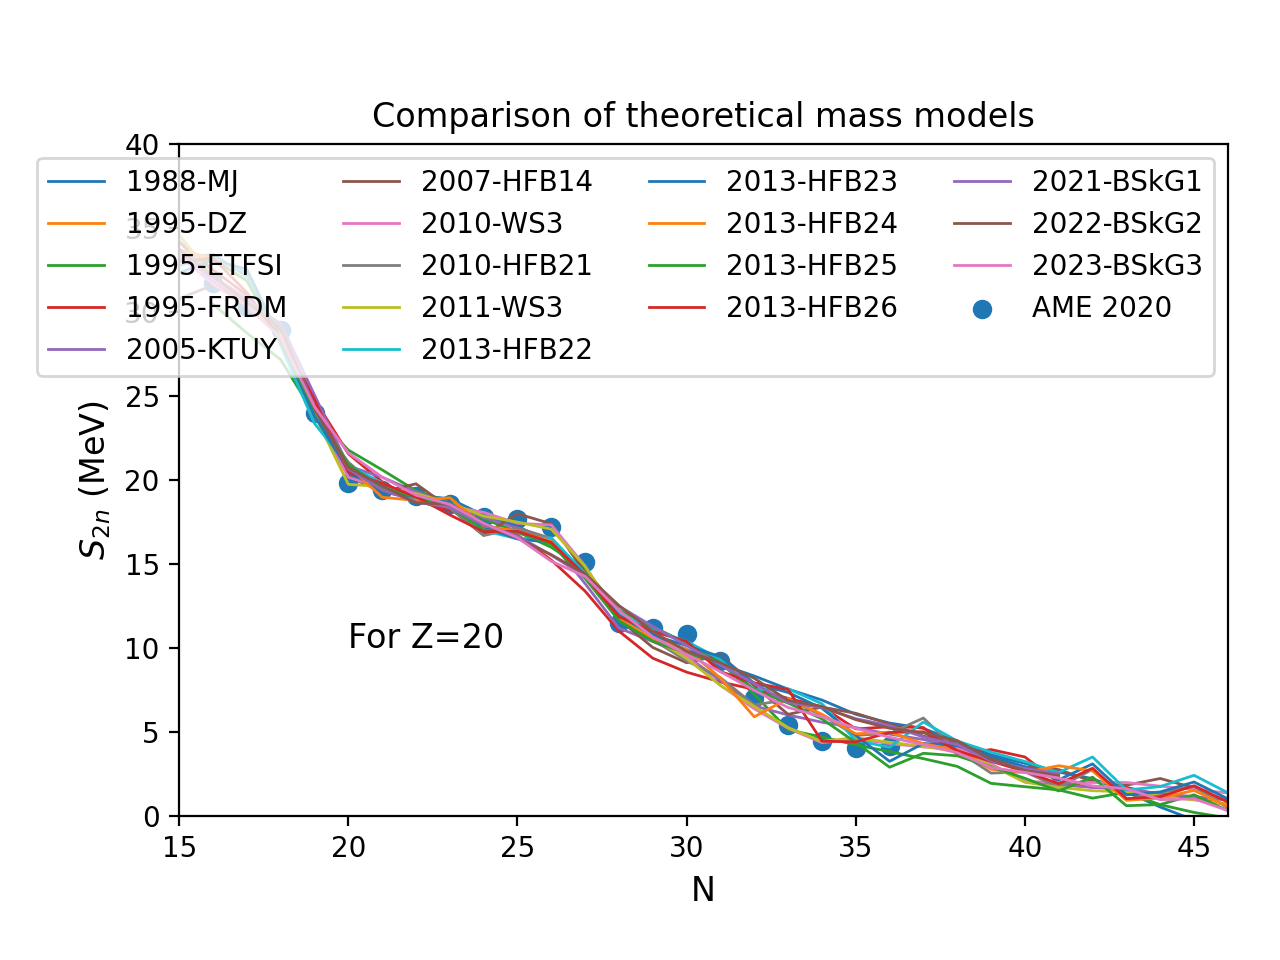 Comparison of theoretical mass models
1988-MJ
1995-DZ
1995-ETFSI
1995-FRDM
2005-KTUY
2007-HFB14
2010-WS3
2010-HFB21
2011-WS3
2013-HFB22
2013-HFB23
2013-HFB24
2013-HFB25
2013-HFB26
2021-BSkG1
2022-BSkG2
2023-BSkG3
AME 2020
40
35
30
25
20
15
10
5
0
S2n (MeV)
For Z=20
15 20 25 30 35 40 45
N